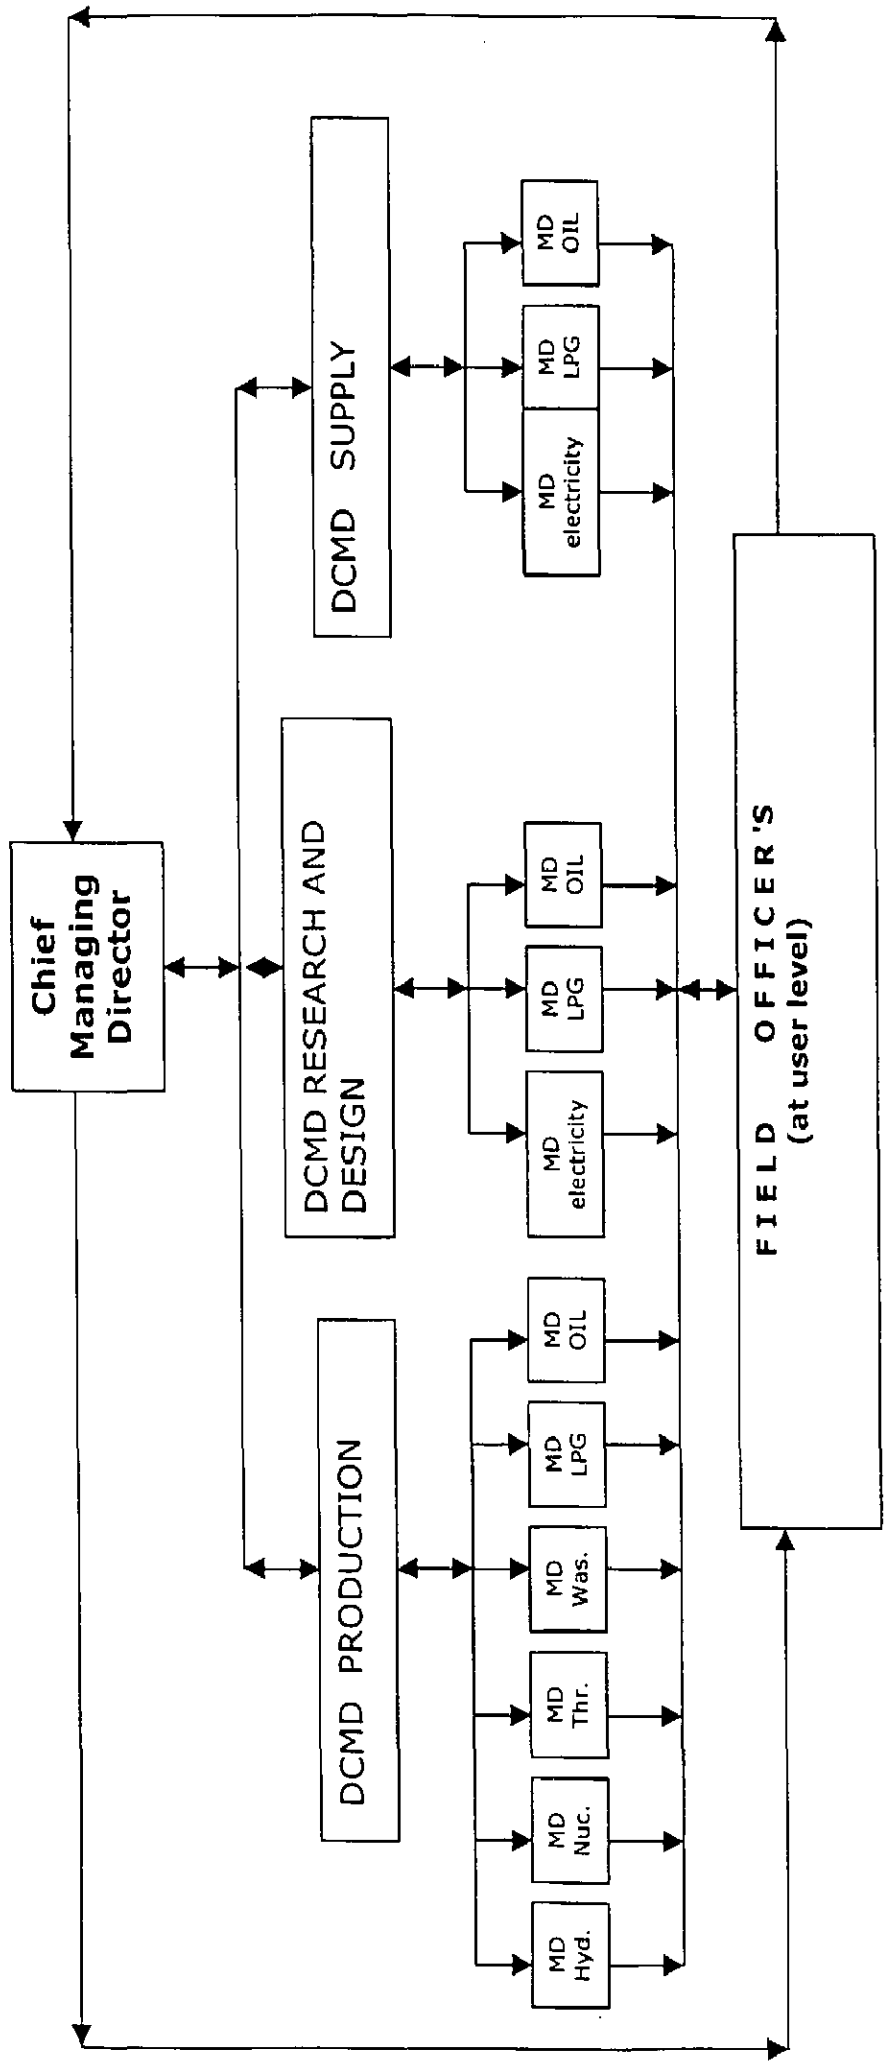 Chief
Managing
Director
DCMD PRODUCTION
DCMD RESEARCH AND
DESIGN
DCMD SUPPLY
MD
Hyd.
MD
Nuc.
MD
Thr.
MD
Was.
MD
LPG
MD
OIL
MD
electricity
MD
LPG
MD
OIL
MD
electricity
MD
LPG
MD
OIL
FIELD OFFICER'S
(at user level)